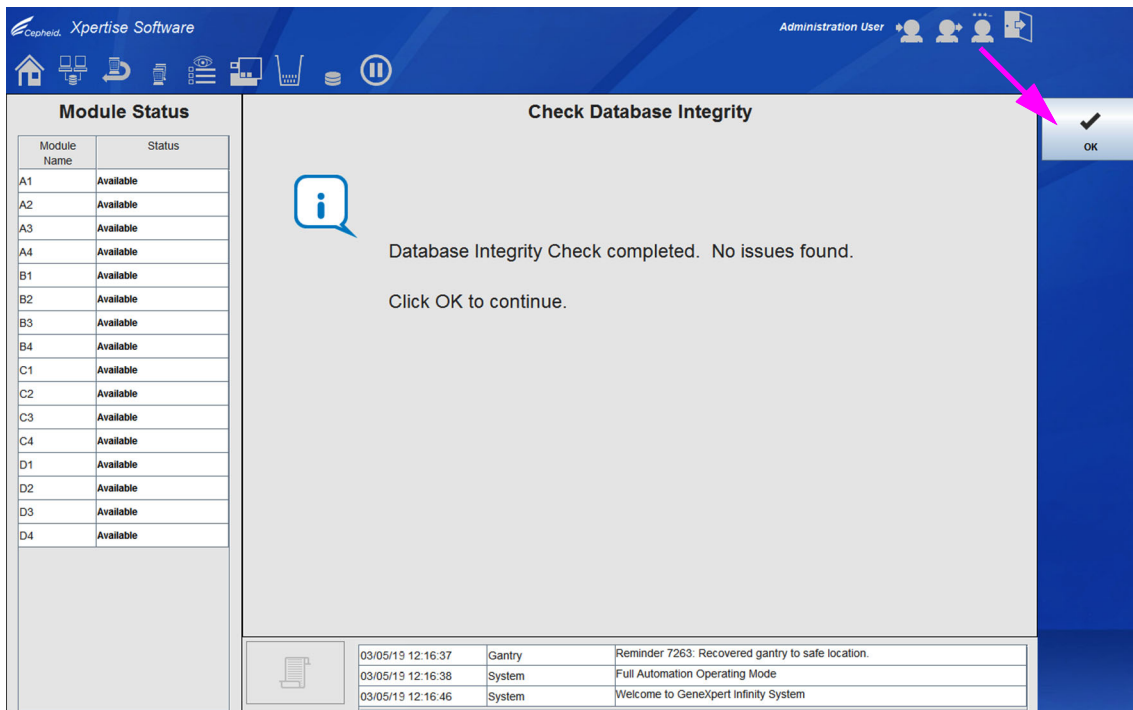 Cepheid. Xpertise Software
Administration User
Module Status
Check Database Integrity
OK
Module Name Status
A1 Available
A2 Available
A3 Available
A4 Available
B1 Available
B2 Available
B3 Available
B4 Available
C1 Available
C2 Available
C3 Available
C4 Available
D1 Available
D2 Available
D3 Available
D4 Available
Database Integrity Check completed. No issues found.
Click OK to continue.
03/05/19 12:16:37 Gantry Reminder 7263: Recovered gantry to safe location.
03/05/19 12:16:38 System Full Automation Operating Mode
03/05/19 12:16:46 System Welcome to GeneXpert Infinity System